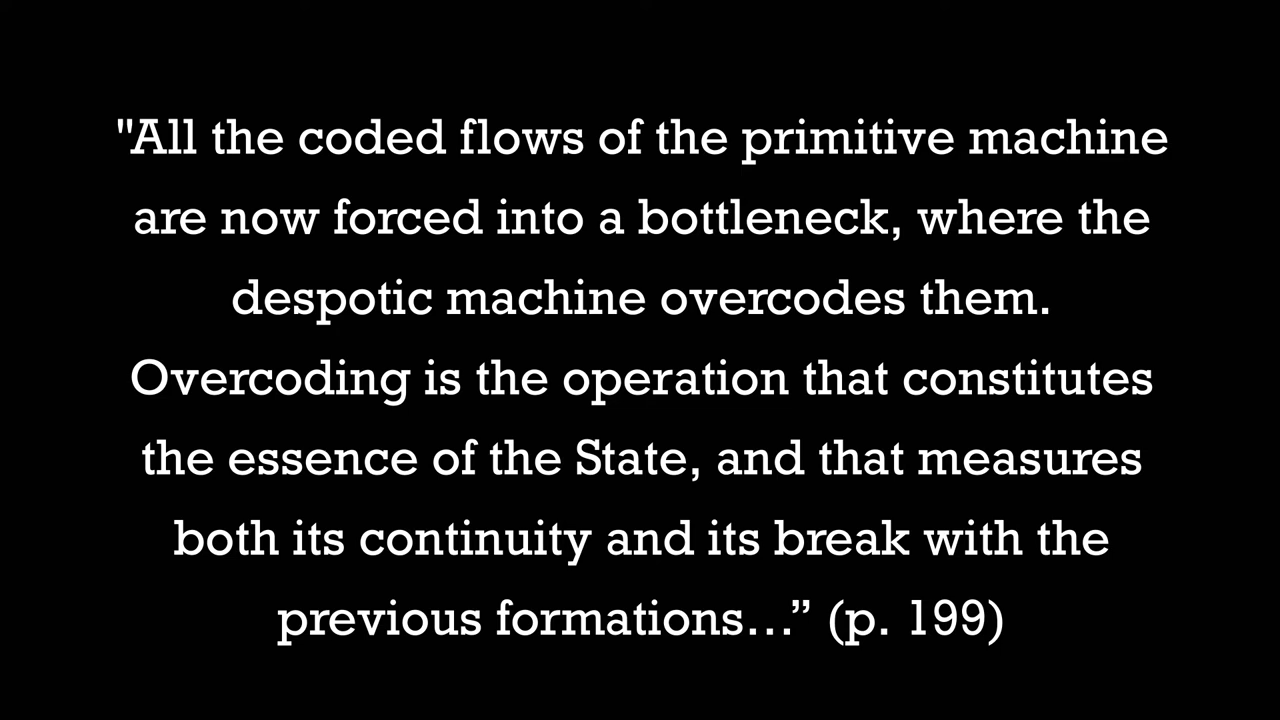 "All the coded flows of the primitive machine
are now forced into a bottleneck, where the
despotic machine overcodes them.
Overcoding is the operation that constitutes
the essence of the State, and that measures
both its continuity and its break with the
previous formations…” (p. 199)